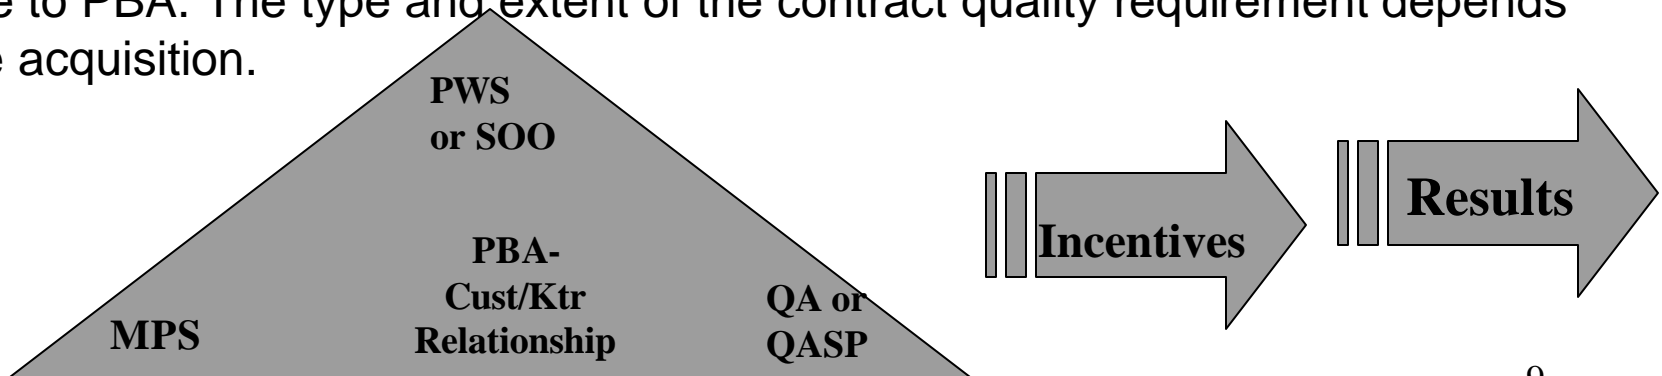 to PBA. The type and extent of the contract quality requirement depends
acquisition.
PWS
or SOO
PBA-
Cust/Ktr
Relationship
MPS
QA or
QASP
Incentives
Results